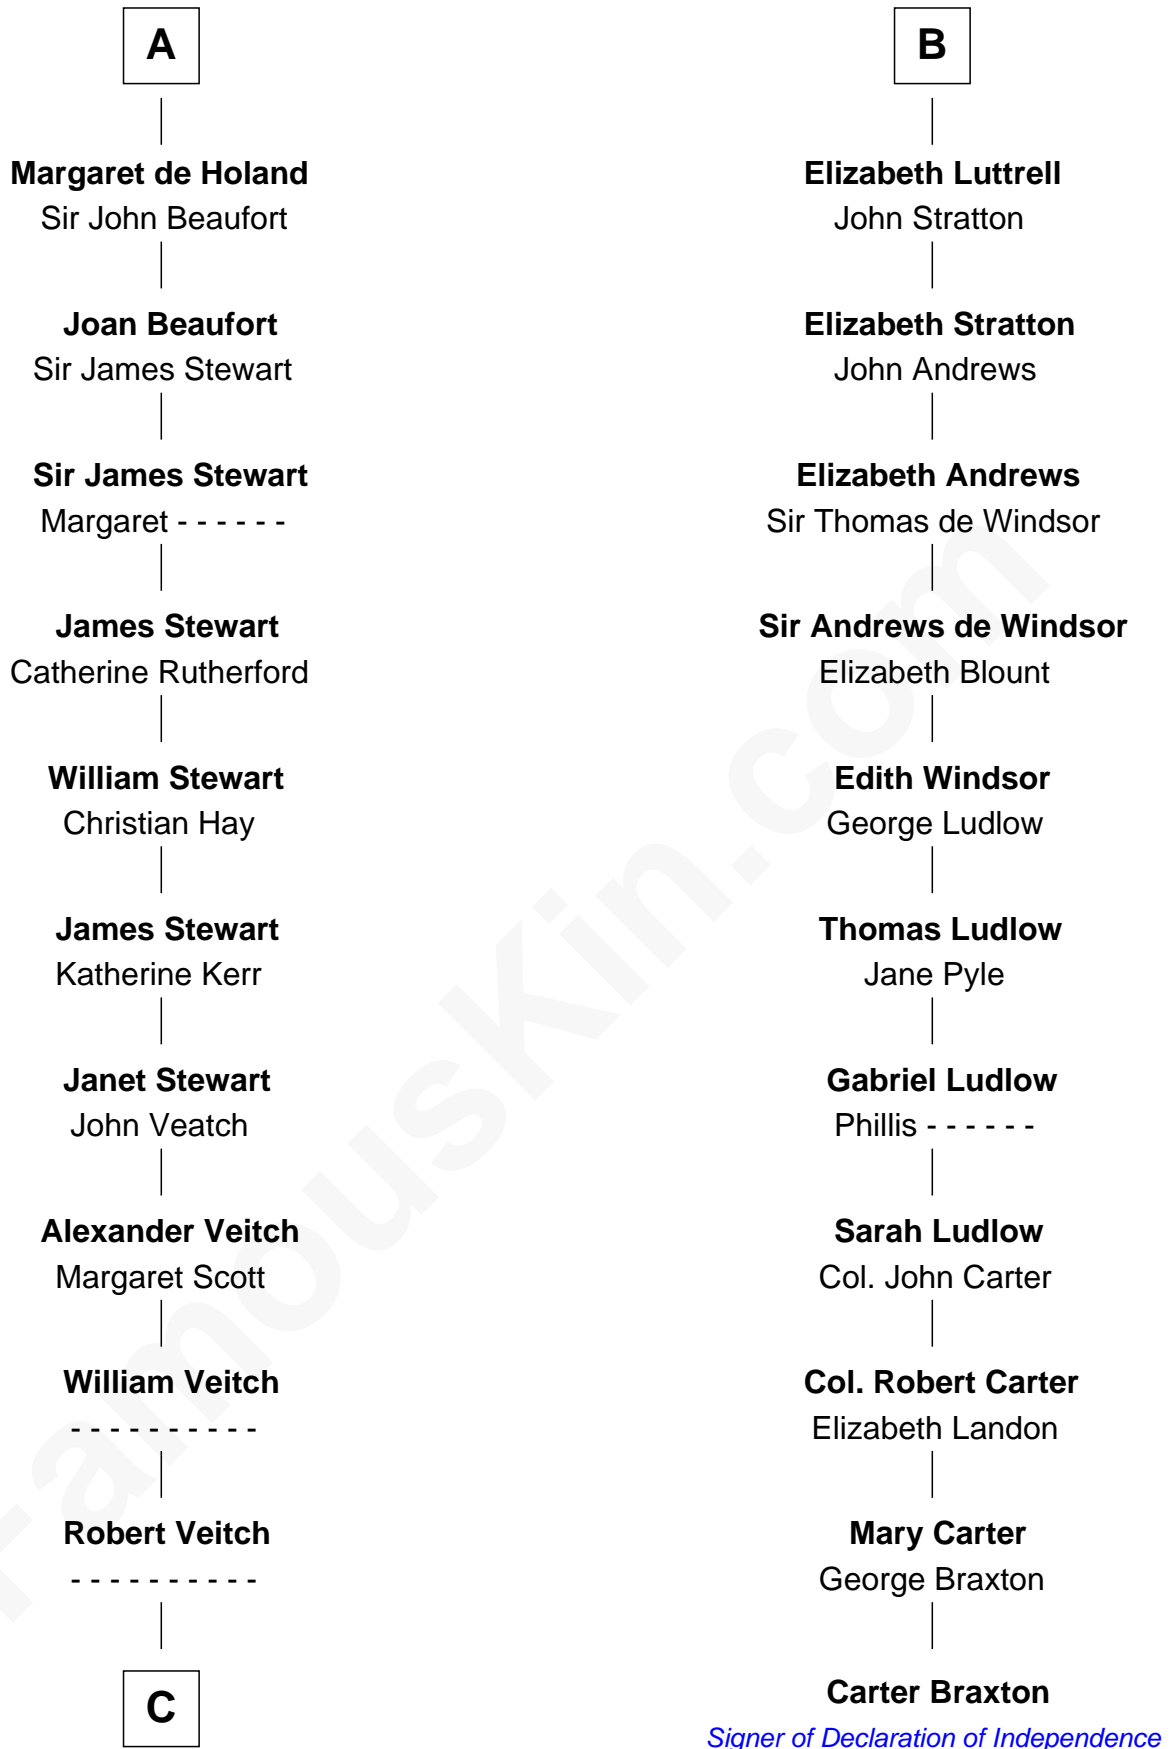 A
Margaret de Holand
Sir John Beaufort
Joan Beaufort
Sir James Stewart
Sir James Stewart
Margaret - - - - - -
James Stewart
Catherine Rutherford
William Stewart
Christian Hay
James Stewart
Katherine Kerr
Janet Stewart
John Veatch
Alexander Veitch
Margaret Scott
William Veitch
- - - - - - - - - -
Robert Veitch
- - - - - - - - - -
C
B
Elizabeth Luttrell
John Stratton
Elizabeth Stratton
John Andrews
Elizabeth Andrews
Sir Thomas de Windsor
Sir Andrews de Windsor
Elizabeth Blount
Edith Windsor
George Ludlow
Thomas Ludlow
Jane Pyle
Gabriel Ludlow
Phillis - - - - - -
Sarah Ludlow
Col. John Carter
Col. Robert Carter
Elizabeth Landon
Mary Carter
George Braxton
Carter Braxton
Signer of Declaration of Independence
FamousKin.com